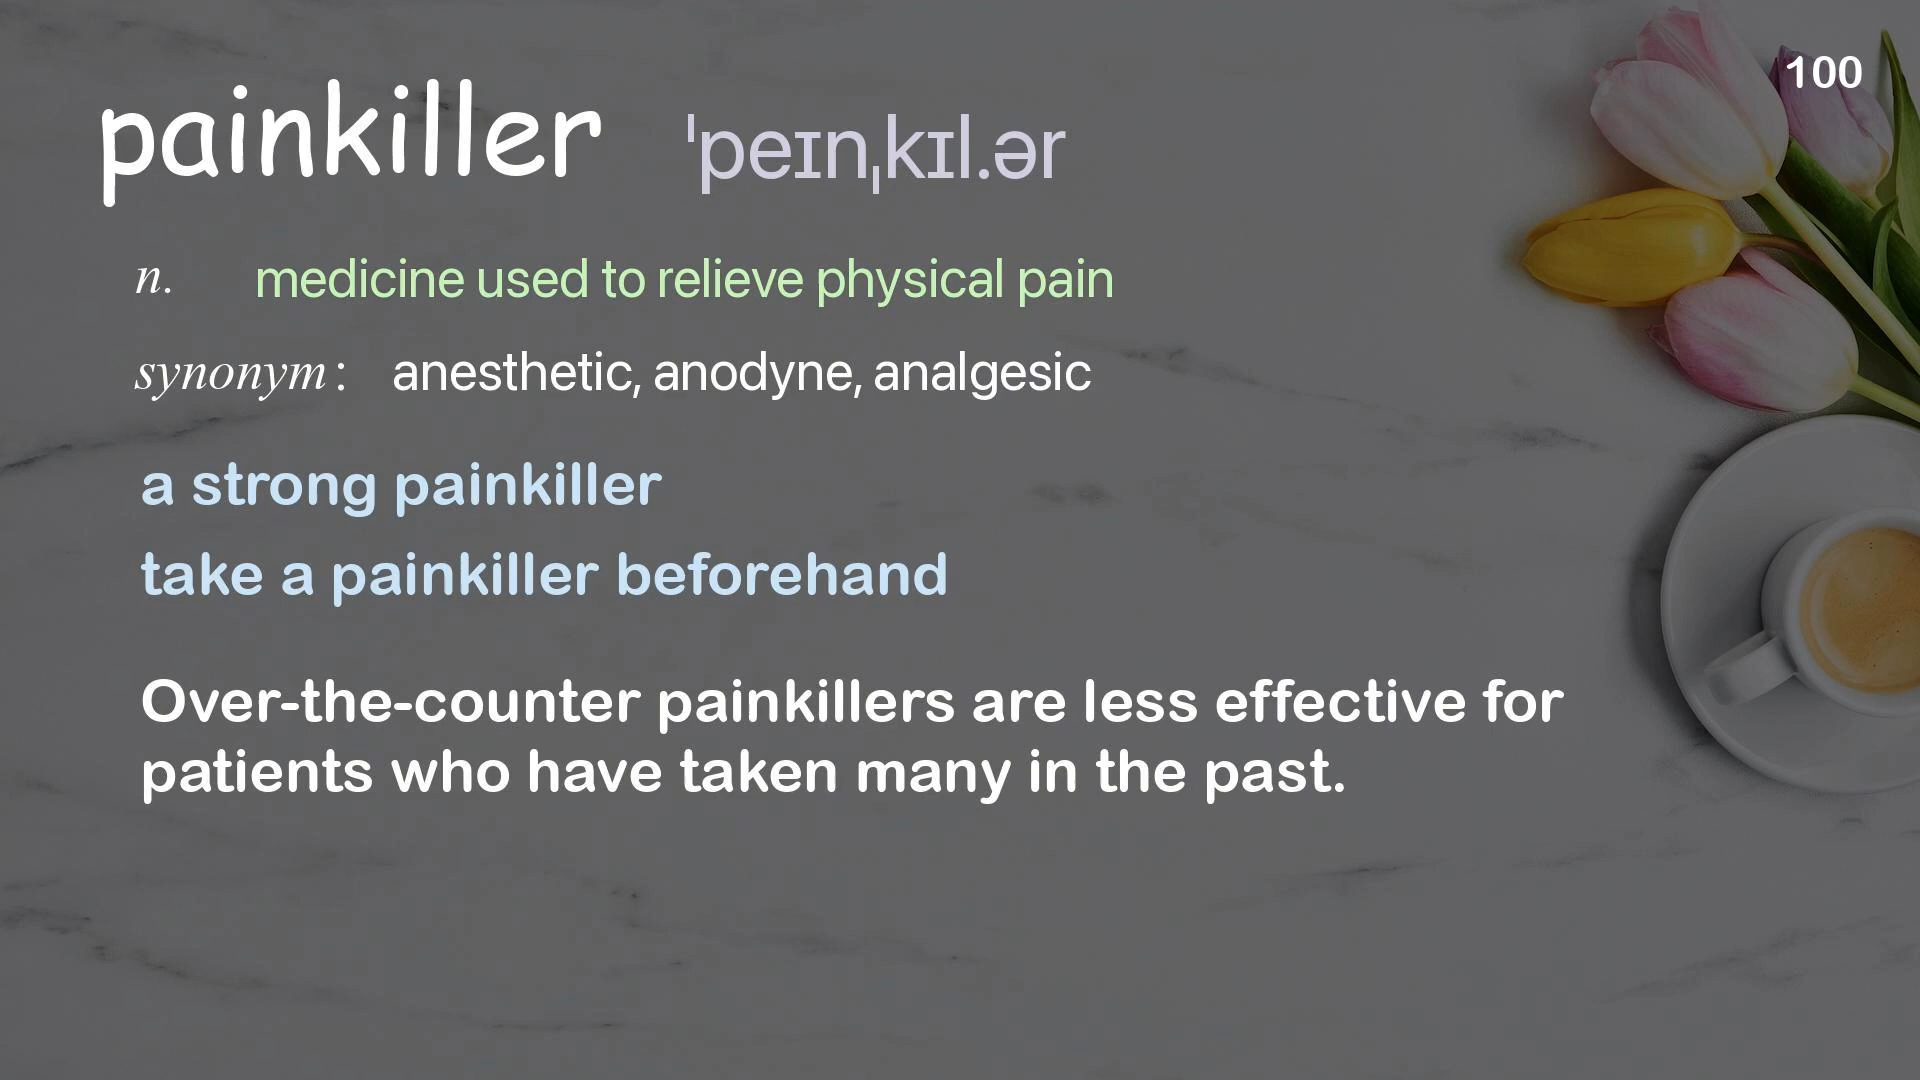 100
painkiller ˈpeɪnˌkɪl.ər
n. medicine used to relieve physical pain
synonym: anesthetic, anodyne, analgesic
a strong painkiller
take a painkiller beforehand
Over-the-counter painkillers are less effective for
patients who have taken many in the past.